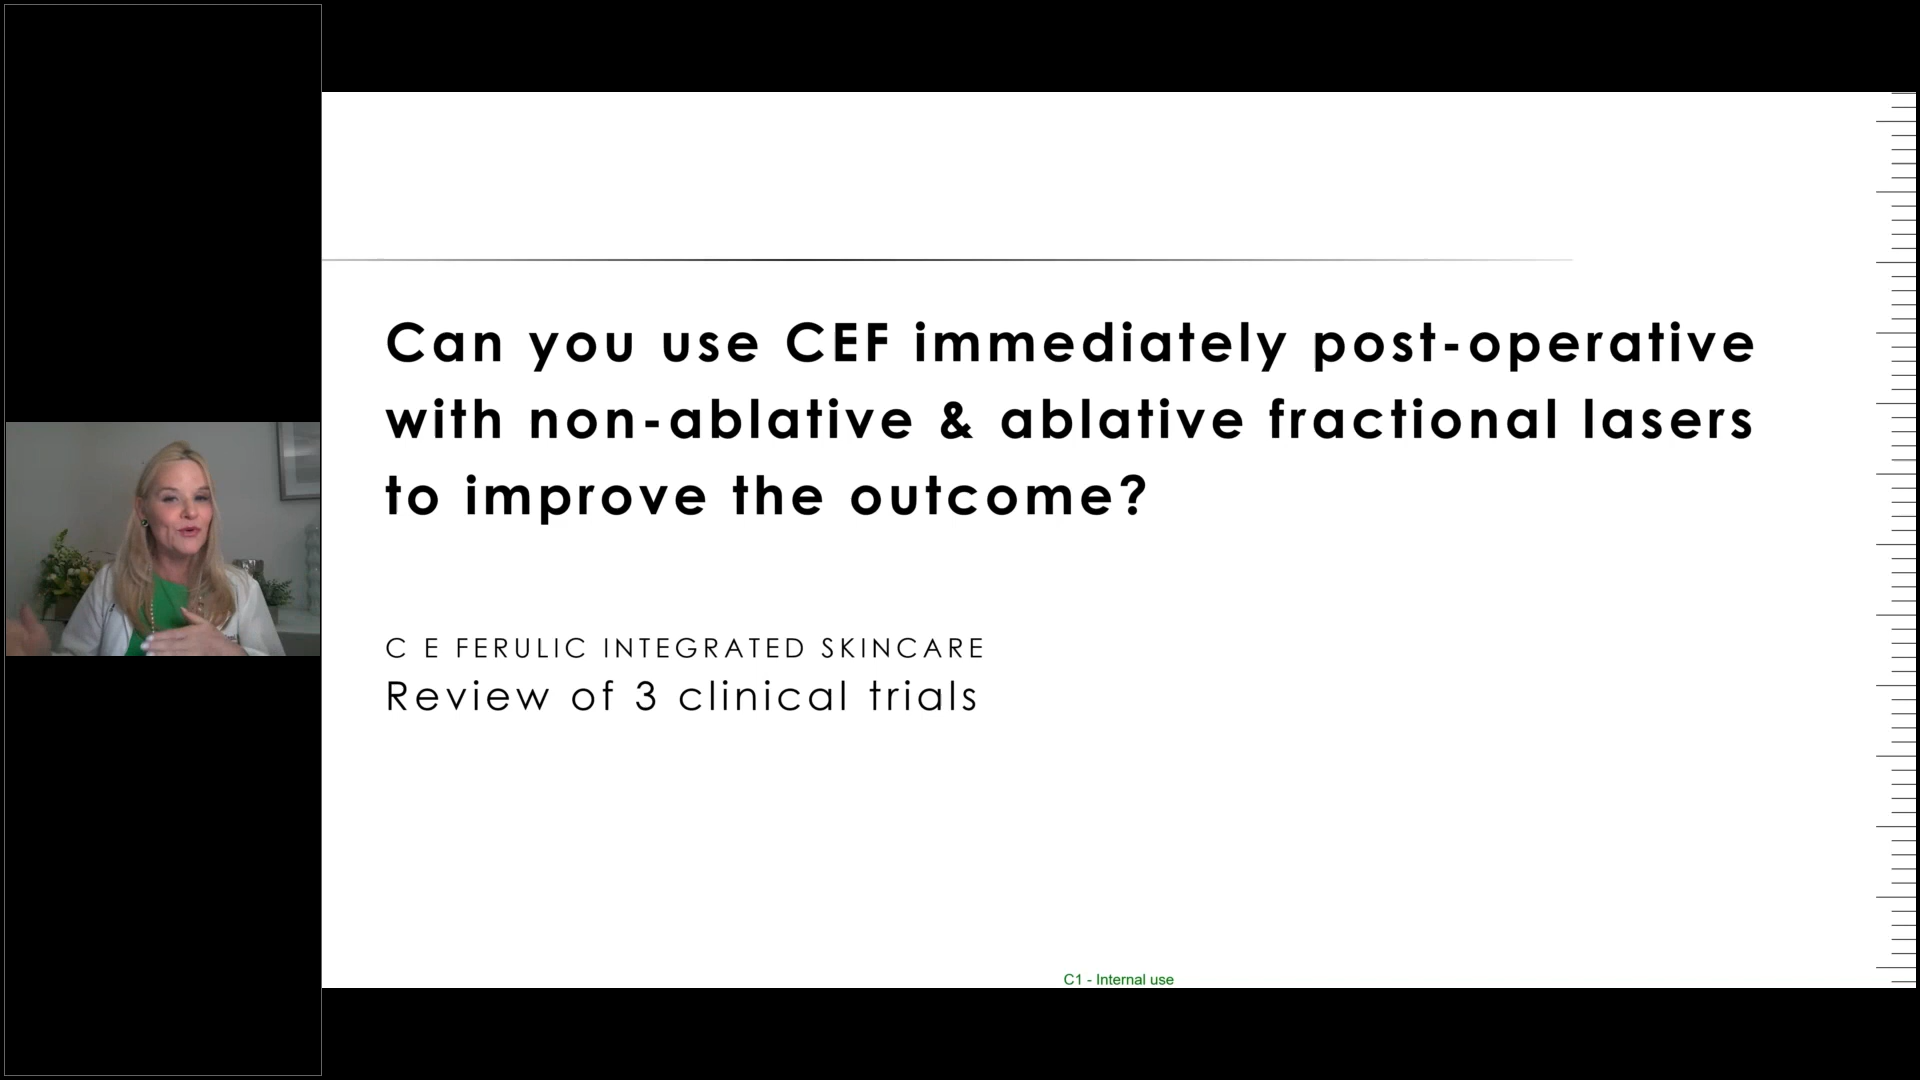 Can you use CEF immediately post-operative
with non-ablative & ablative fractional lasers
to improve the outcome?
C E FERULIC INTEGRATED SKINCARE
Review of 3 clinical trials
C1 - Internal use